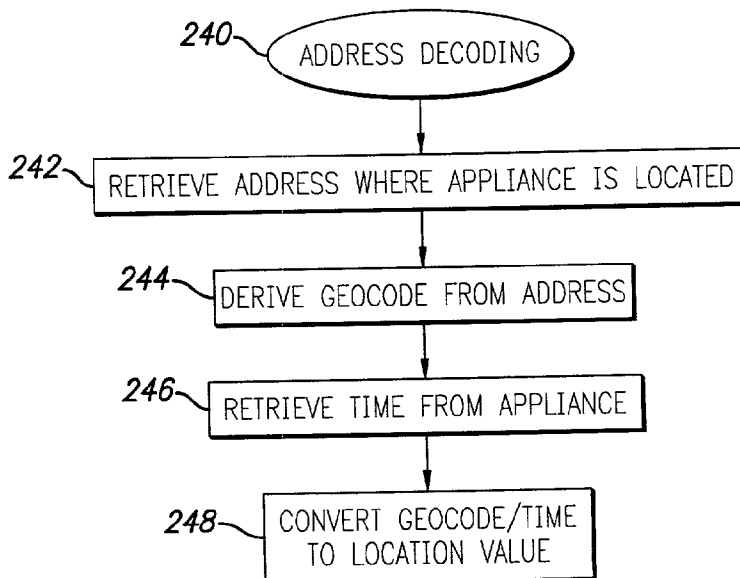 240
ADDRESS DECODING
242
RETRIEVE ADDRESS WHERE APPLIANCE IS LOCATED
244
DERIVE GEOCODE FROM ADDRESS
246
RETRIEVE TIME FROM APPLIANCE
248
CONVERT GEOCODE/TIME
TO LOCATION VALUE